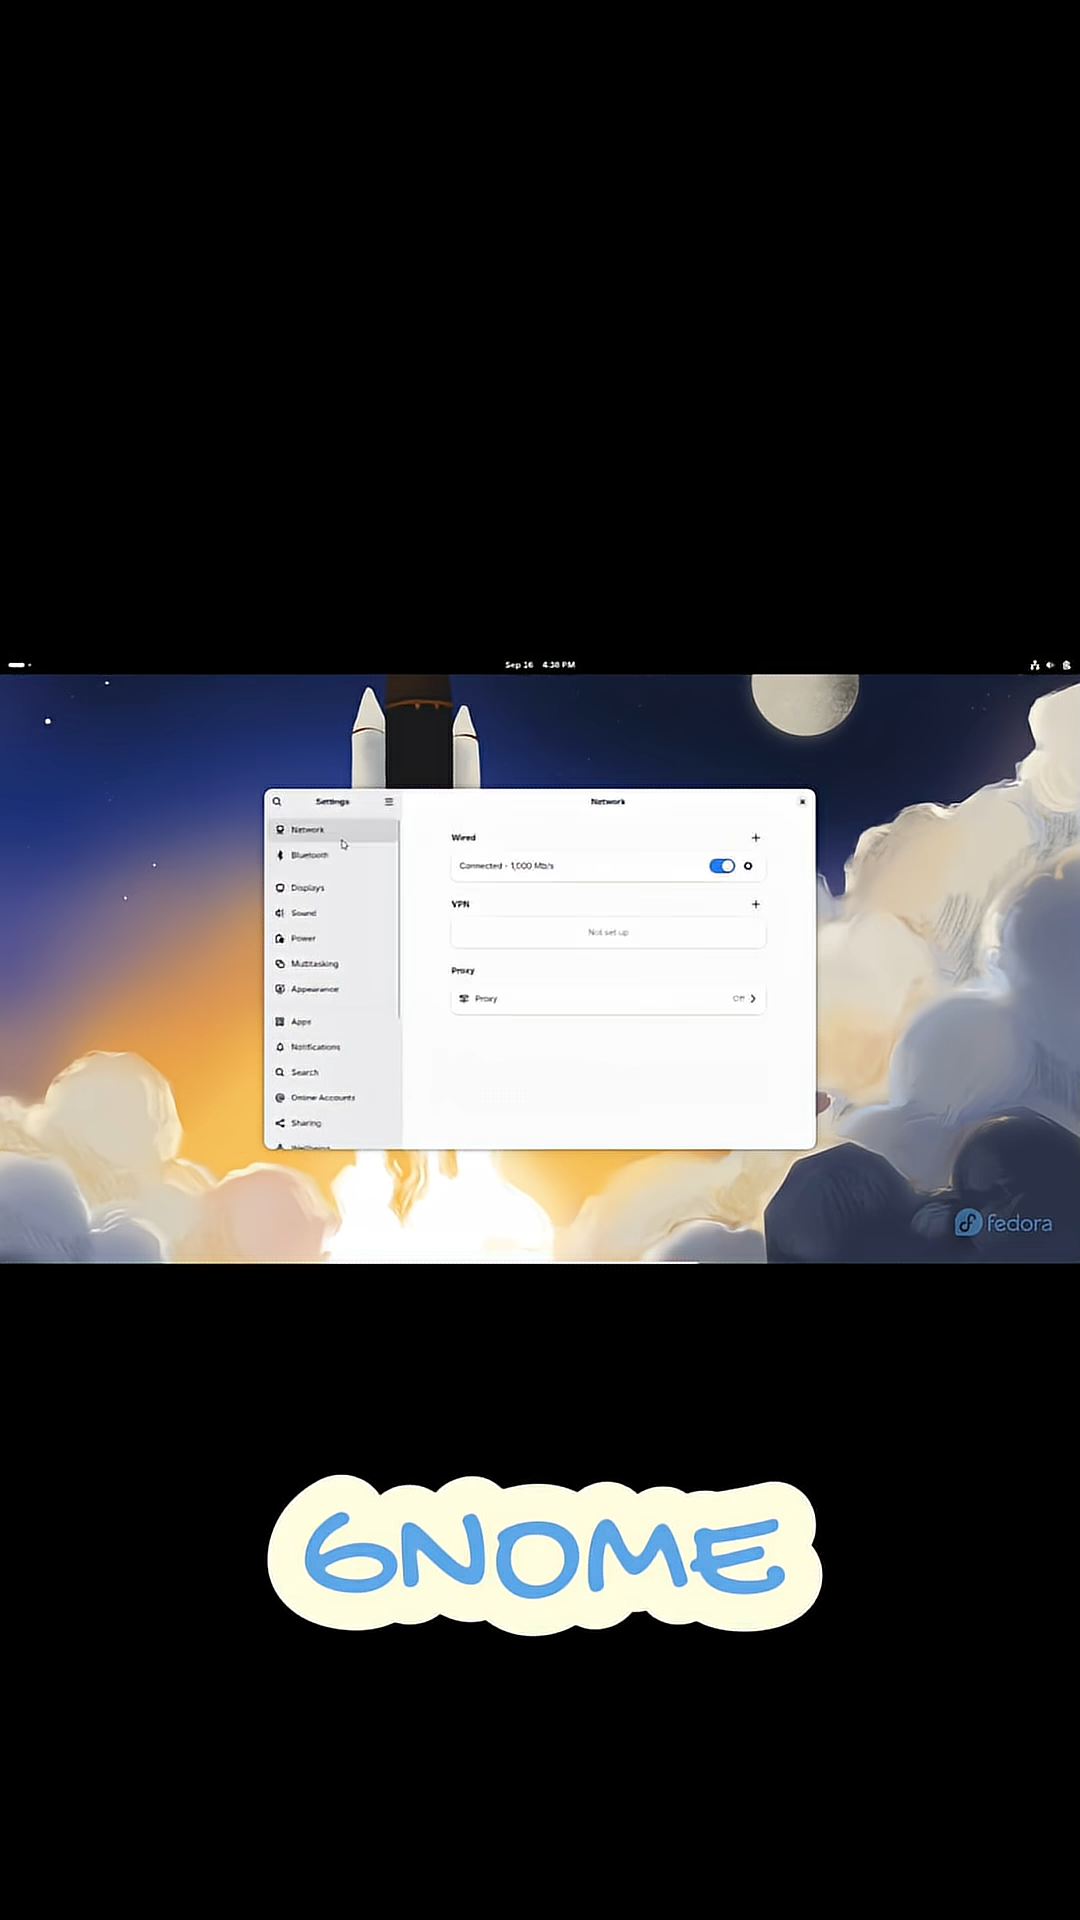 Sep 16 4:38 PM
Settings
Network
Network
Bluetooth
Displays
Sound
Power
Multitasking
Appearance
Apps
Notifications
Search
Online Accounts
Sharing
Wellbeing
Wired
Connected - 1,000 Mb/s
VPN
Not set up
Proxy
Proxy Off
fedora
GNOME